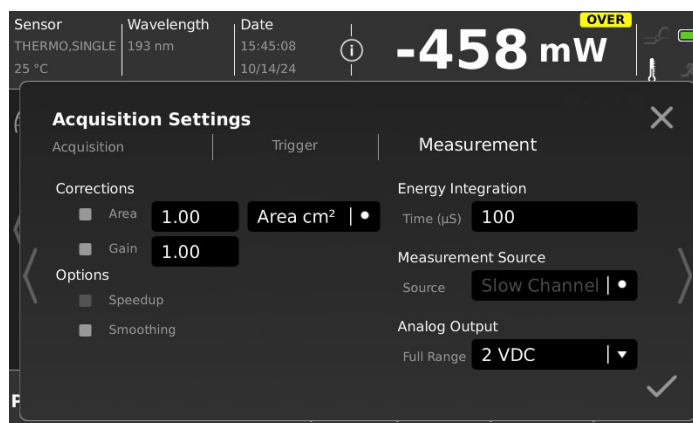 Sensor
THERMO,SINGLE
25 °C
Wavelength
193 nm
Date
15:45:08
10/14/24
OVER
-458 mW
Acquisition Settings
Acquisition
Trigger
Measurement
Corrections
Area 1.00 Area cm²
Gain 1.00
Options
Speedup
Smoothing
Energy Integration
Time (µS) 100
Measurement Source
Source Slow Channel
Analog Output
Full Range 2 VDC